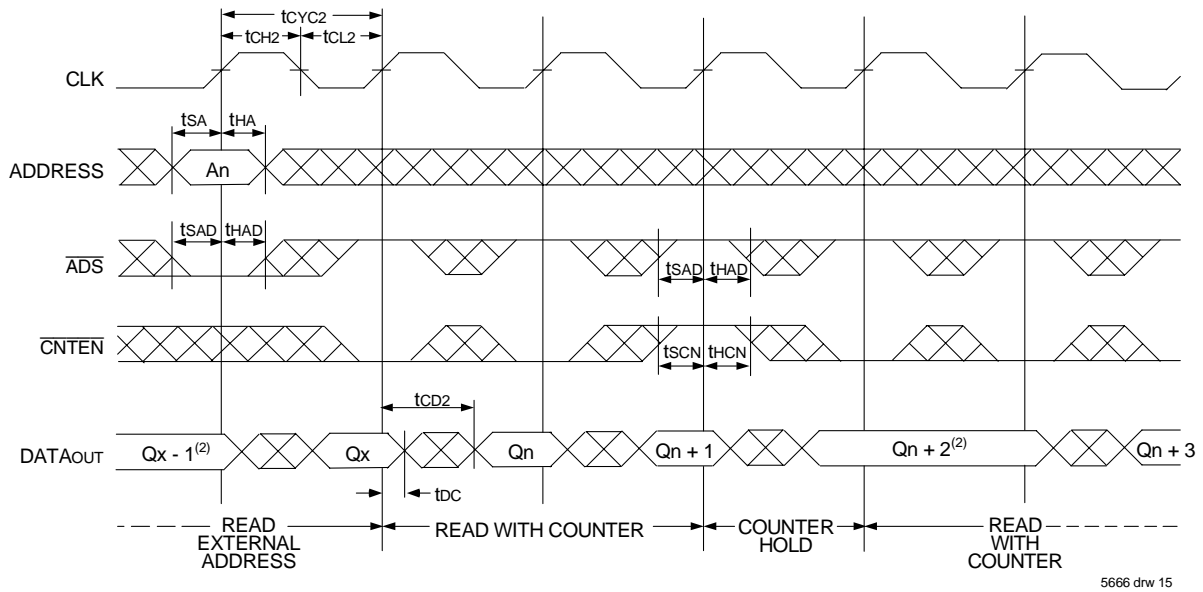 tCYC2
tCH2
tCL2
CLK
tSA
tHA
ADDRESS
An
tSAD
tHAD
ADS
tSAD
tHAD
CNTEN
tSCN
tHCN
tCD2
DATAOUT
Qx - 1(2)
Qx
Qn
Qn + 1
Qn + 2(2)
Qn + 3
tDC
READ
EXTERNAL
ADDRESS
READ WITH COUNTER
COUNTER
HOLD
READ
WITH
COUNTER
5666 drw 15